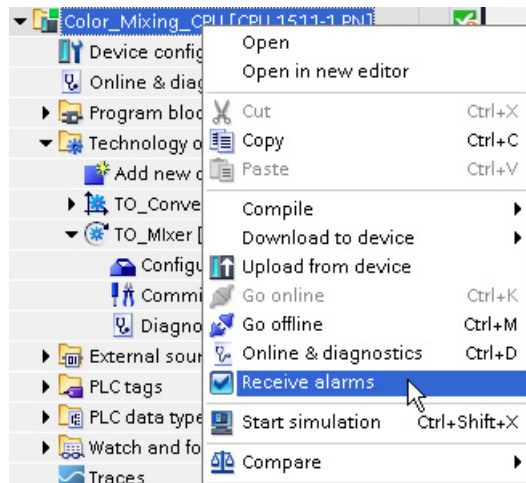 Color_Mixing_CPU [CPU 1511-1 PN]
Device config
Open
Open in new editor
Online & diag
Program bloc
Cut Ctrl+X
Technology o
Copy Ctrl+C
Add new o
Paste Ctrl+V
TO_Conve
Compile
TO_MIxer [
Download to device
Configu
Upload from device
Commi
Go online Ctrl+K
Diagno
Go offline Ctrl+M
External sour
Online & diagnostics Ctrl+D
PLC tags
Receive alarms
PLC data type
Start simulation Ctrl+Shift+X
Watch and fo
Compare
Traces